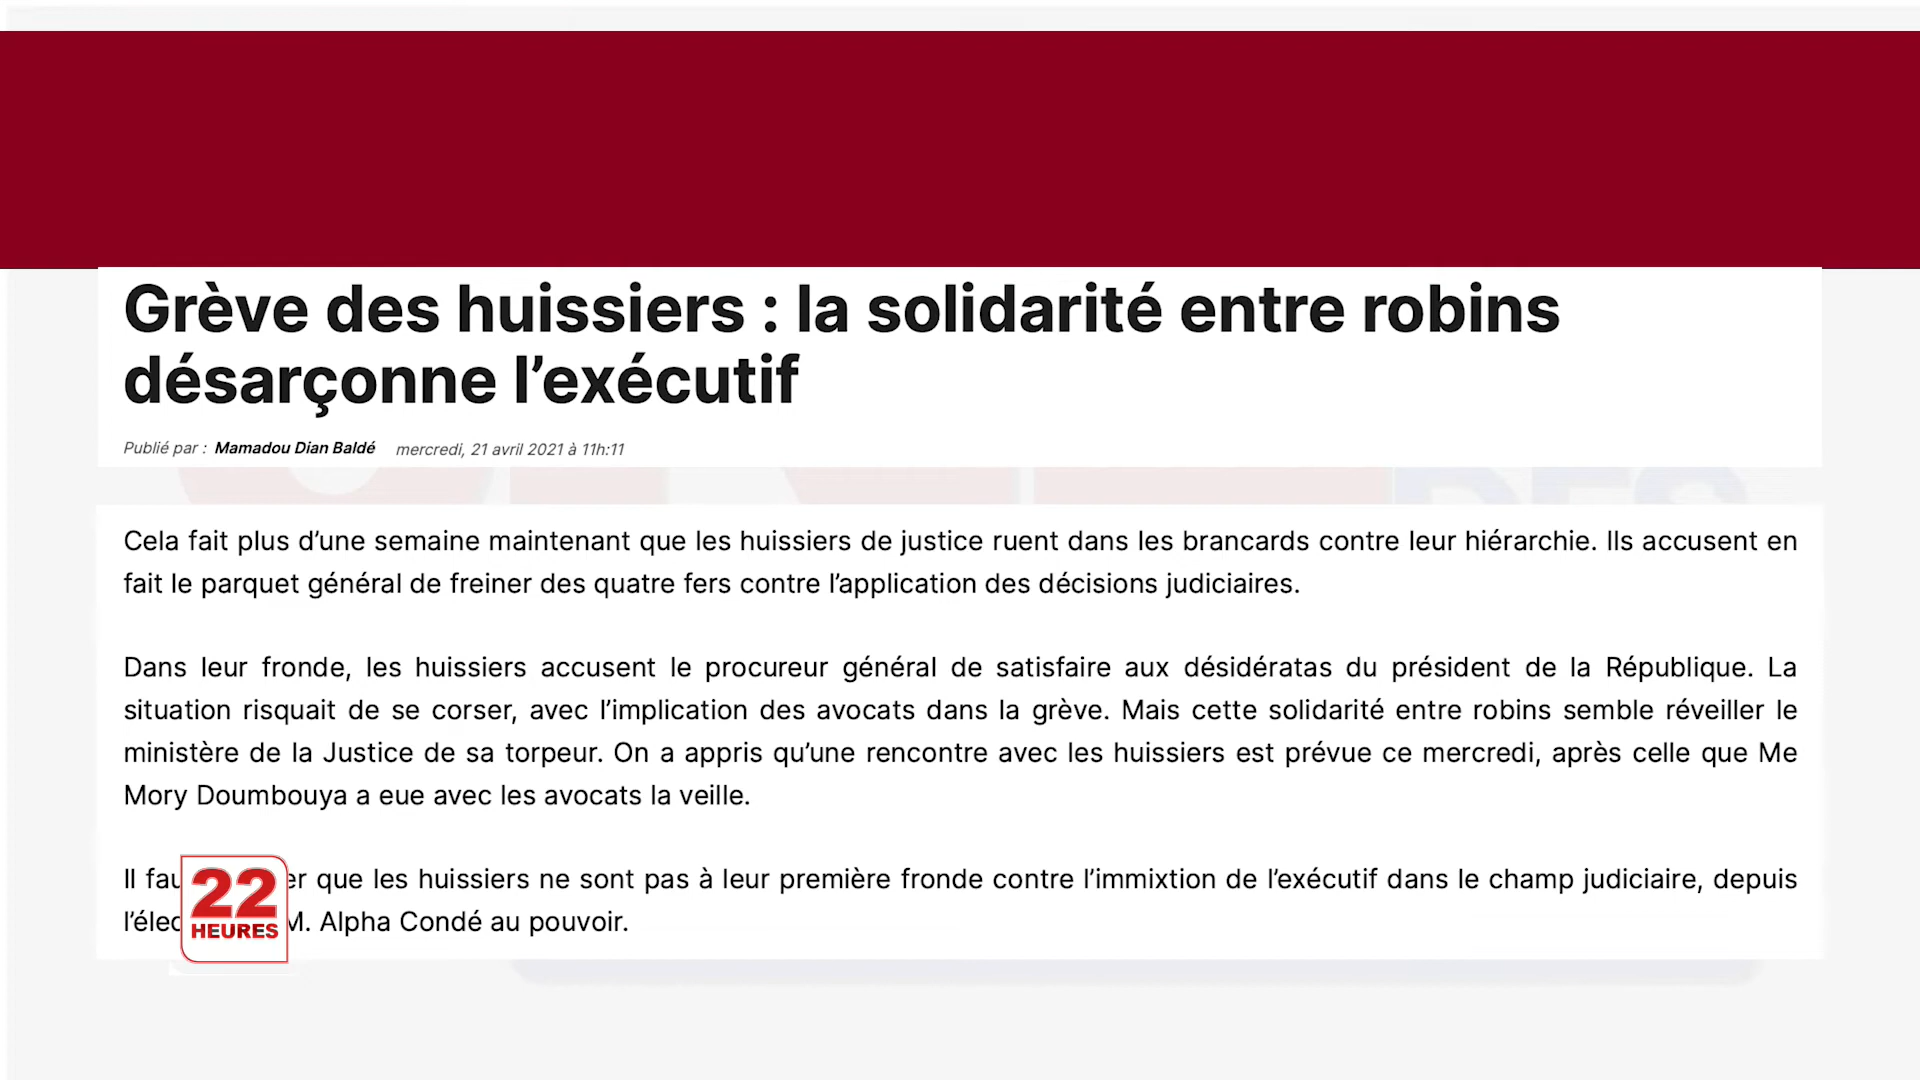 Grève des huissiers : la solidarité entre robins
désarçonne l’exécutif
Publié par : Mamadou Dian Baldé mercredi, 21 avril 2021 à 11h:11
Cela fait plus d’une semaine maintenant que les huissiers de justice ruent dans les brancards contre leur hiérarchie. Ils accusent en
fait le parquet général de freiner des quatre fers contre l’application des décisions judiciaires.
Dans leur fronde, les huissiers accusent le procureur général de satisfaire aux désidératas du président de la République. La
situation risquait de se corser, avec l’implication des avocats dans la grève. Mais cette solidarité entre robins semble réveiller le
ministère de la Justice de sa torpeur. On a appris qu’une rencontre avec les huissiers est prévue ce mercredi, après celle que Me
Mory Doumbouya a eue avec les avocats la veille.
Il que les huissiers ne sont pas à leur première fronde contre l’immixtion de l’exécutif dans le champ judiciaire, depuis
M. Alpha Condé au pouvoir.
22
HEURES